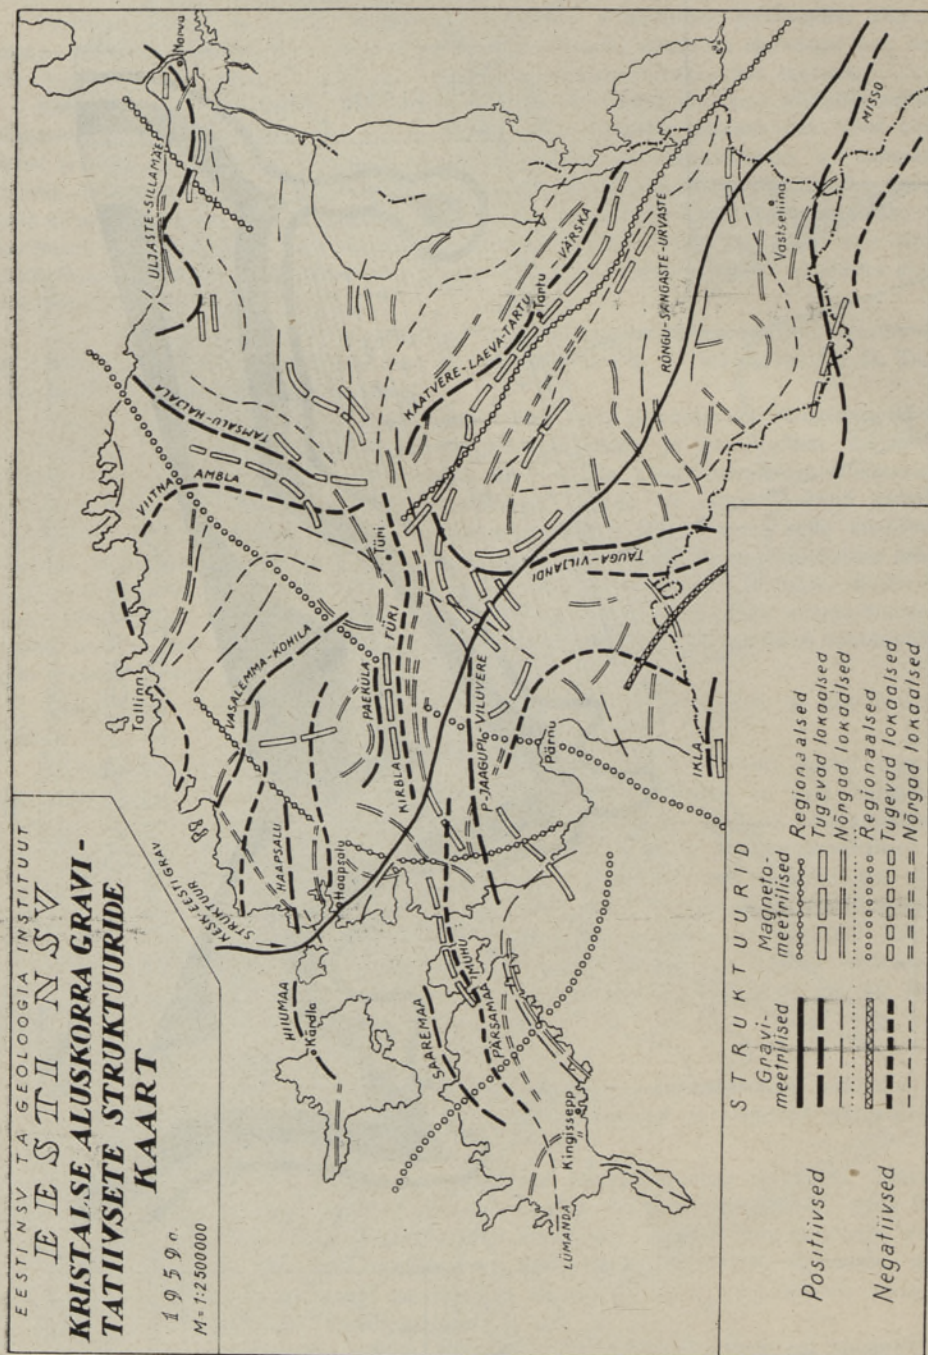 EESTI NSV TA GEOLOOGIA INSTITUUT
EESTI NSV
KRISTALSE ALUSKORRA GRAVI-
TATIIVSETE STRUKTUURIDE
KAART
1959 a.
M = 1:2500000
KESK-EESTI GRAV.
STRUKTUUR
Tallinn
Narva
ULJASTE-SILLAMÄE
TAMSALU-HALJALA
VIITNA
AMBLA
VASALEMMA-KOHILA
HAAPSALU
Haapsalu
HIIUMAA
Kärdla
PAEKÜLA
KIRBLA
TÜRI
Türi
KAATVERE-LAEVA-TARTU-VÄRSKA
Tartu
RÕNGU-SANGASTE-URVASTE
Vastseliina
MISSO
TAUGA-VILJANDI
P-JAAGUPI-VILUVERE
Pärnu
IKLA
SAAREMAA
MUHU
PÄRSAMAA
Kingissepp
LÜMANDA
STRUKTUURID
Gravi-
meetrilised
Magneto-
meetrilised
Positiivsed
Regionaalsed
Tugevad lokaalsed
Nõrgad lokaalsed
Negatiivsed
Regionaalsed
Tugevad lokaalsed
Nõrgad lokaalsed